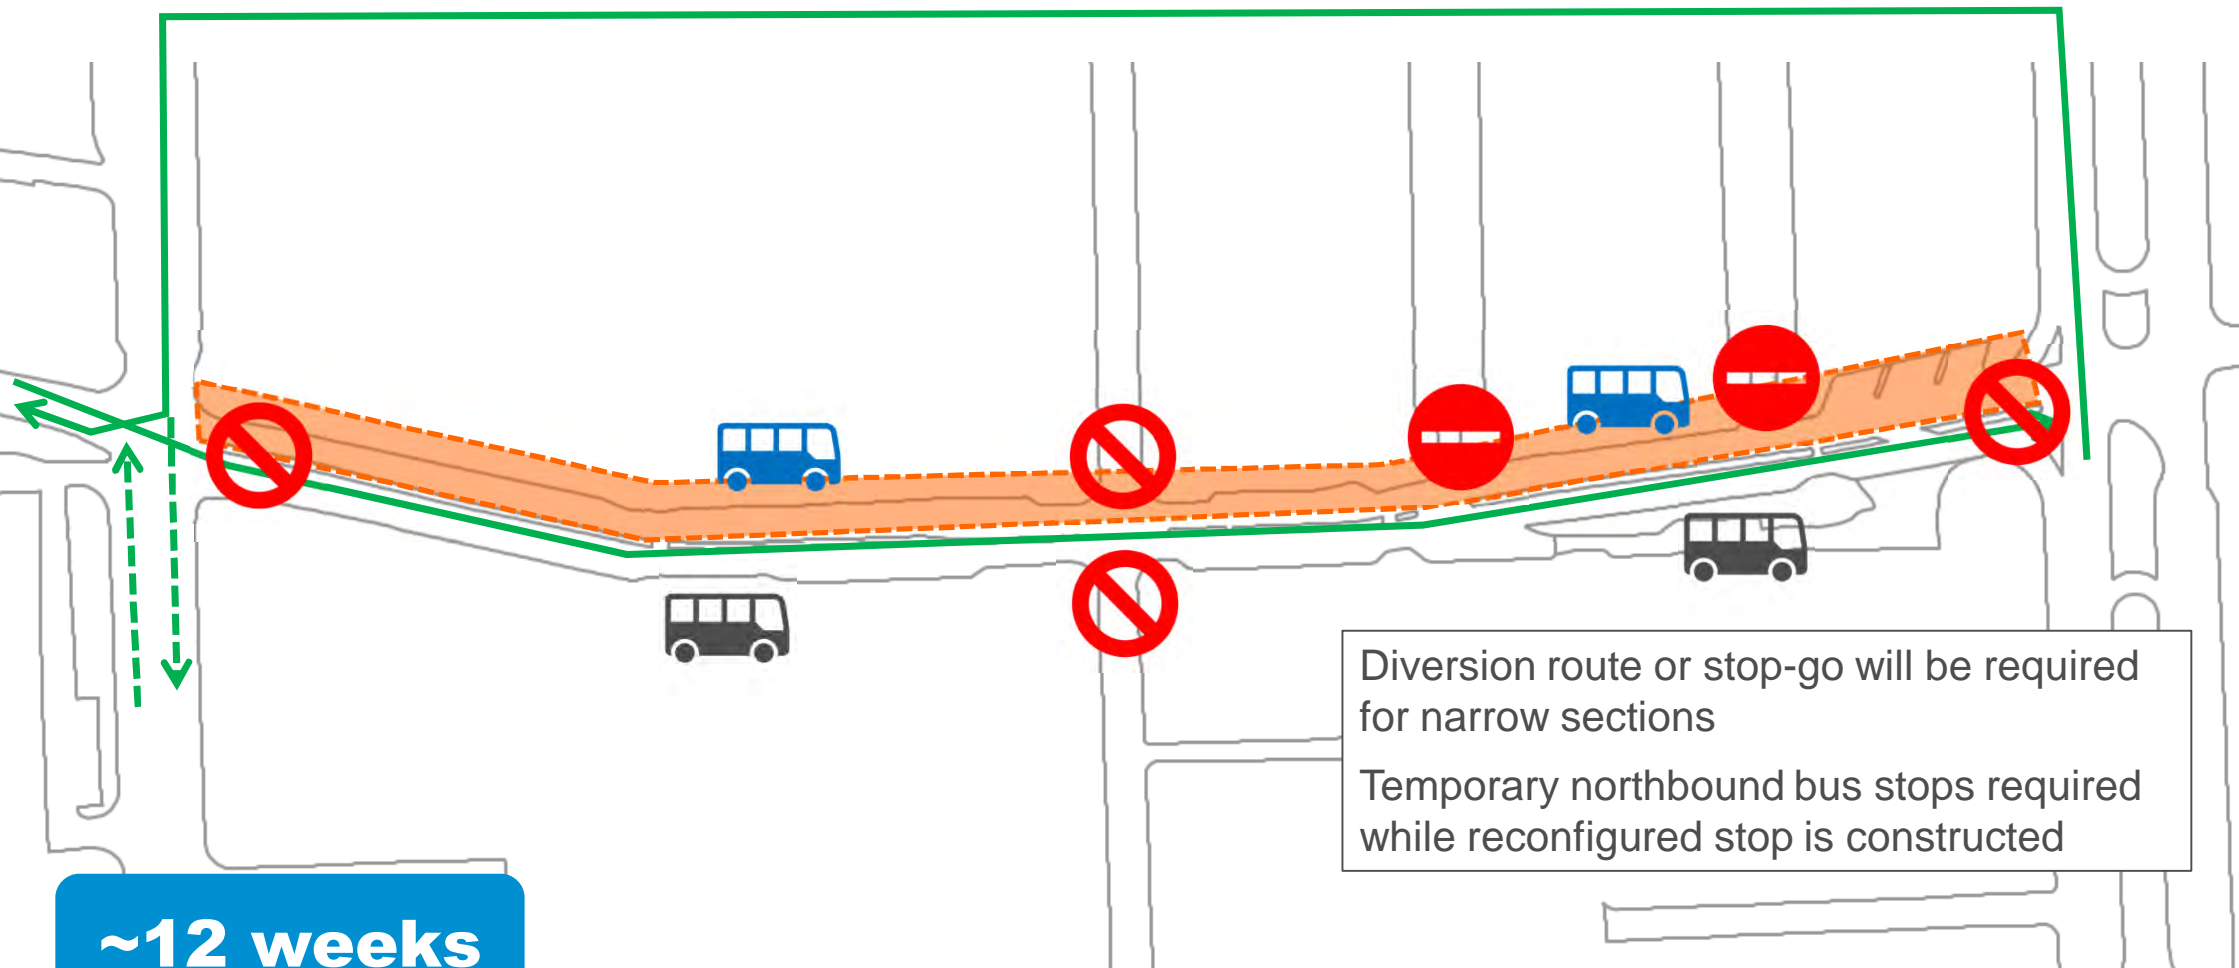 Diversion route or stop-go will be required
for narrow sections
Temporary northbound bus stops required
while reconfigured stop is constructed
~12 weeks